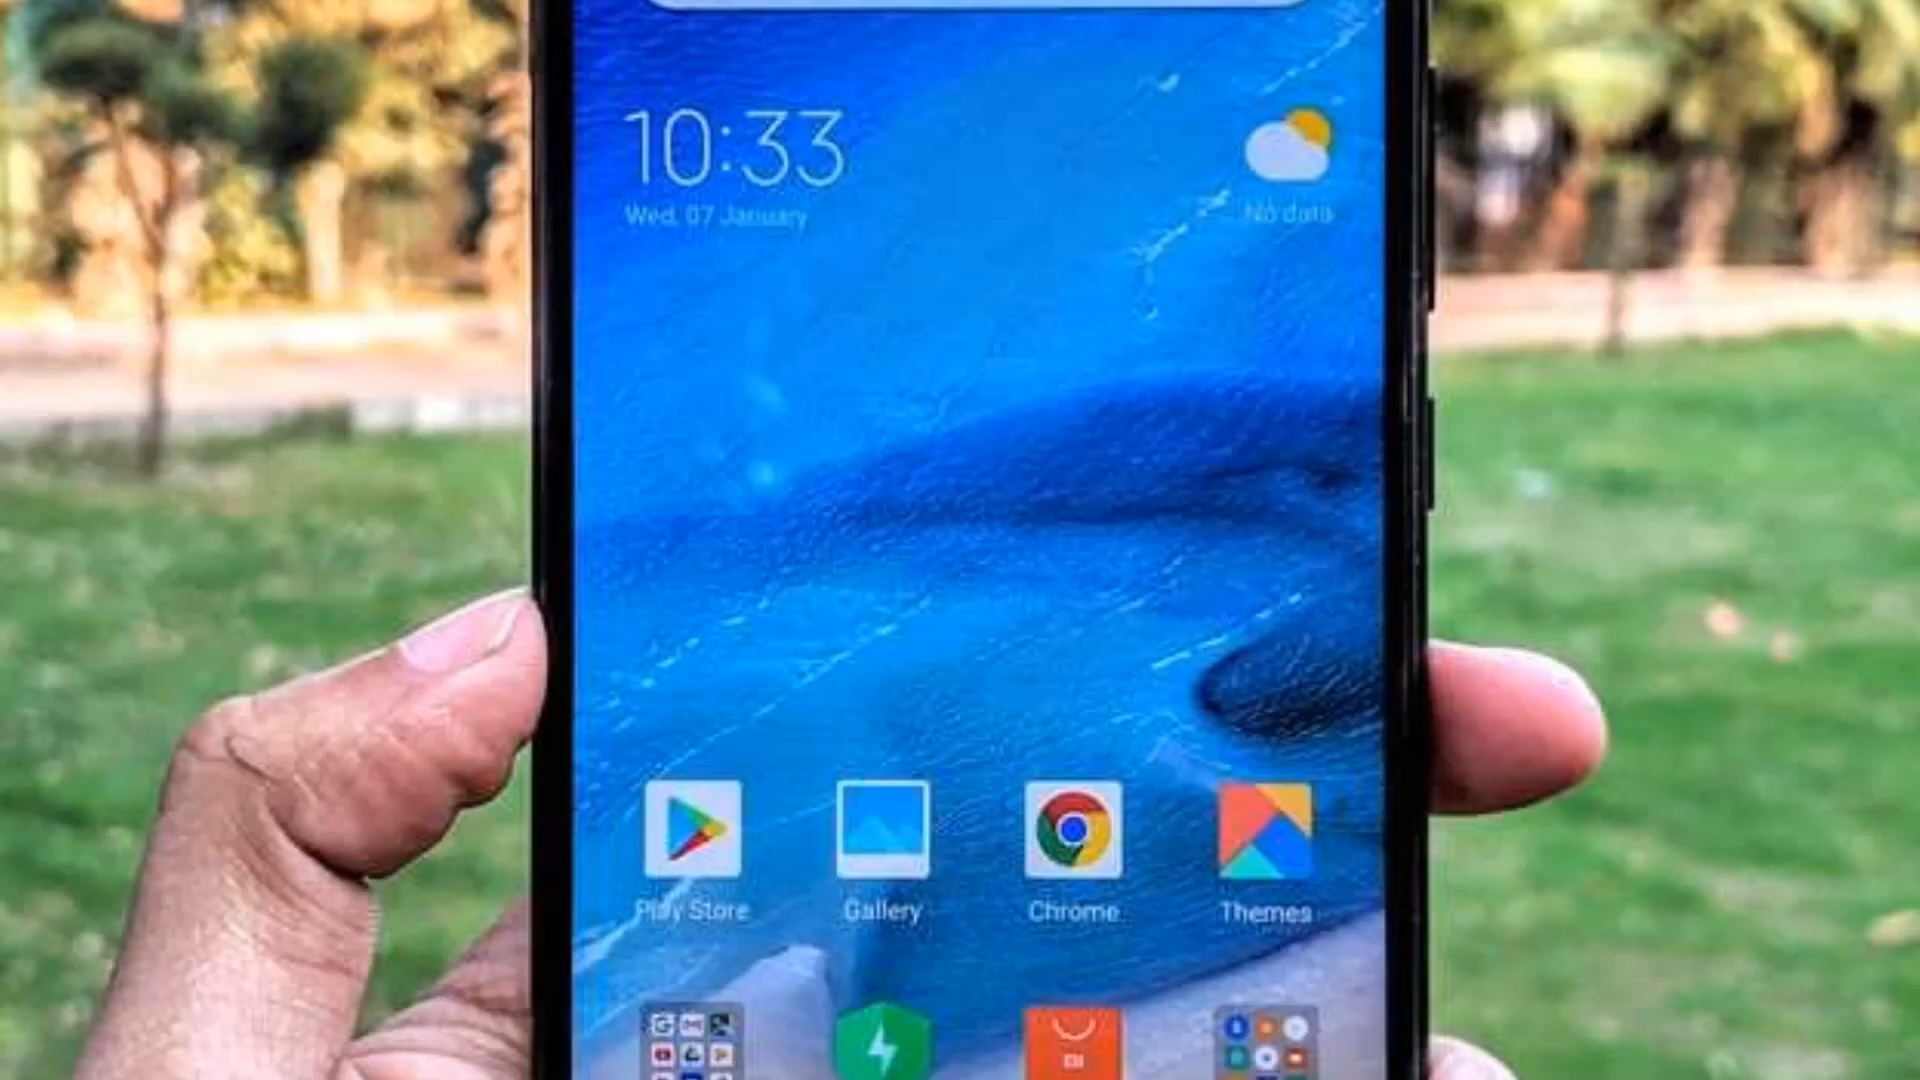 10:33
Wed, 07 January
No data
Play Store
Gallery
Chrome
Themes